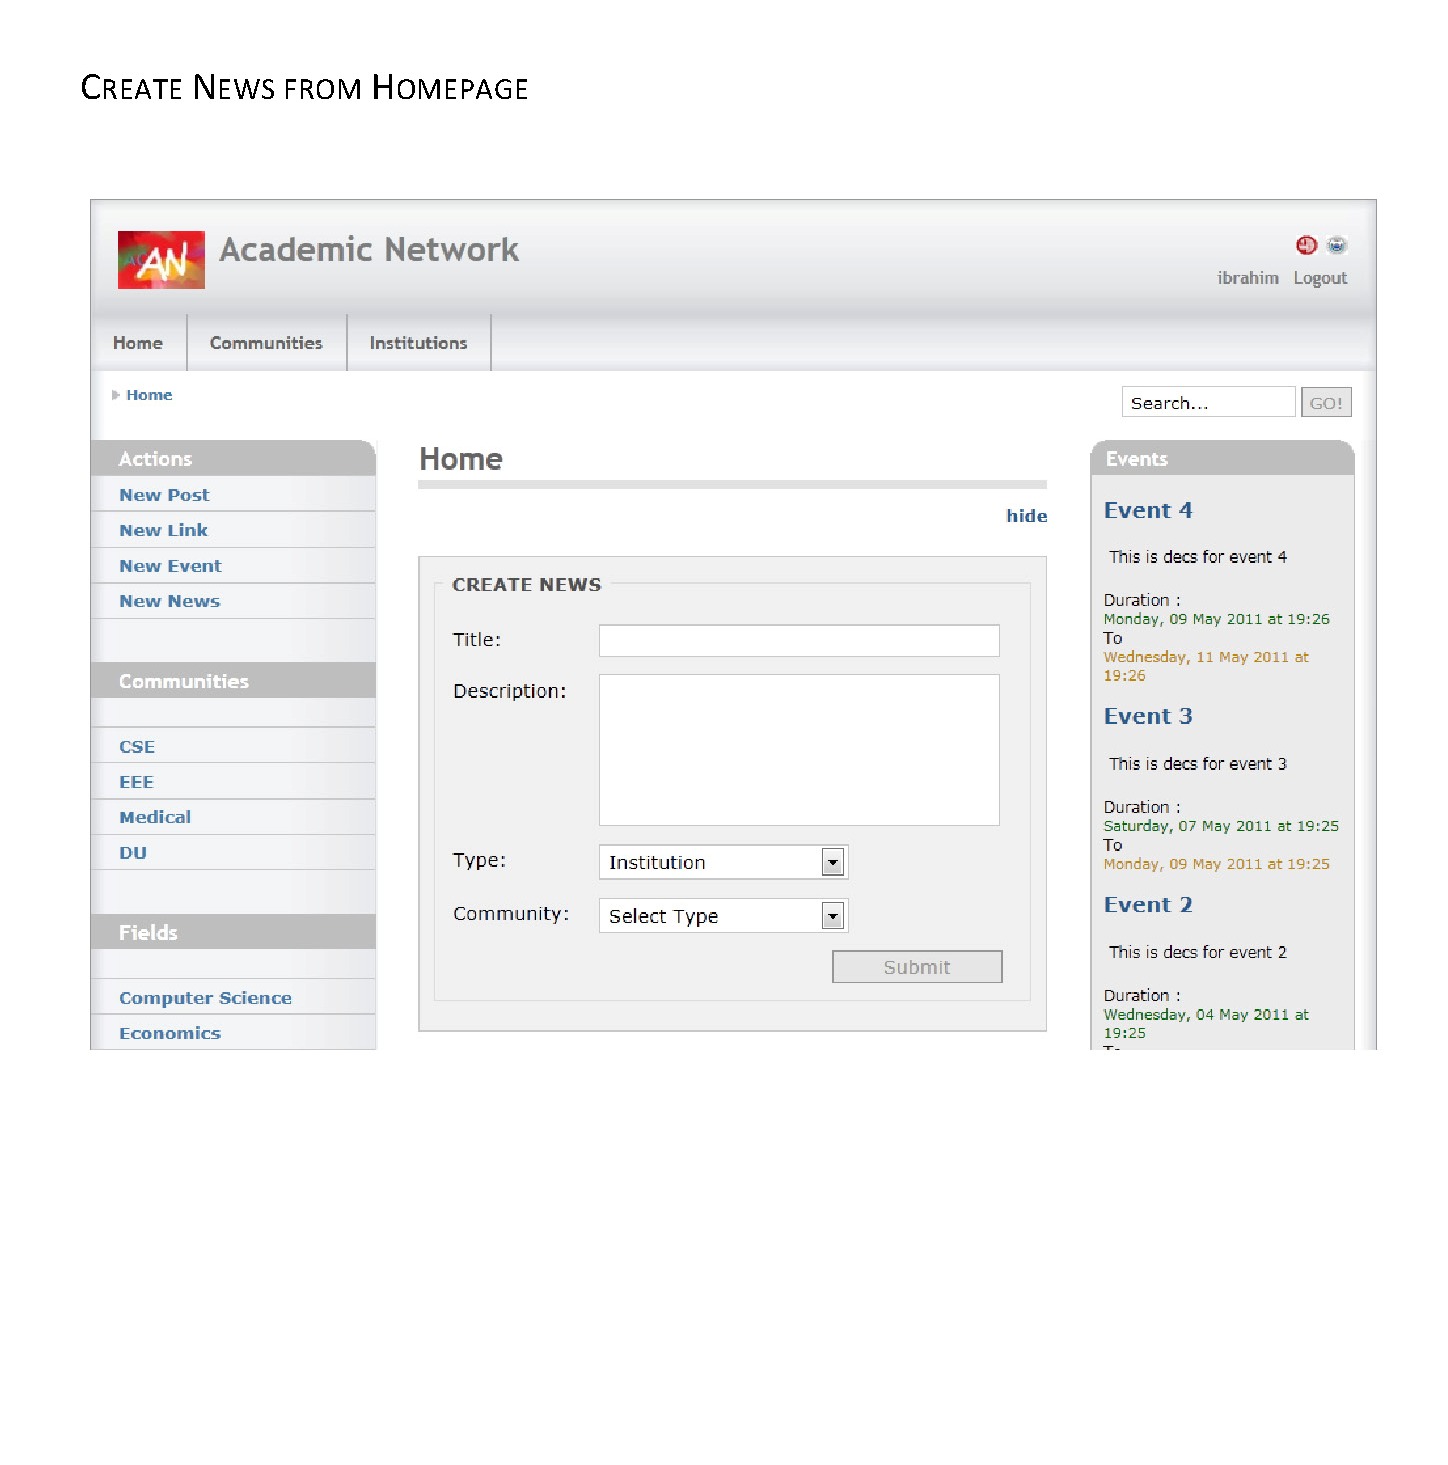 CREATE NEWS FROM HOMEPAGE
AN
Academic Network
ibrahim Logout
Home Communities Institutions
Home
Search... GO!
Actions
New Post
New Link
New Event
New News
Communities
CSE
EEE
Medical
DU
Fields
Computer Science
Economics
Home
hide
CREATE NEWS
Title:
Description:
Type: Institution
Community: Select Type
Submit
Events
Event 4
This is decs for event 4
Duration :
Monday, 09 May 2011 at 19:26
To
Wednesday, 11 May 2011 at
19:26
Event 3
This is decs for event 3
Duration :
Saturday, 07 May 2011 at 19:25
To
Monday, 09 May 2011 at 19:25
Event 2
This is decs for event 2
Duration :
Wednesday, 04 May 2011 at
19:25